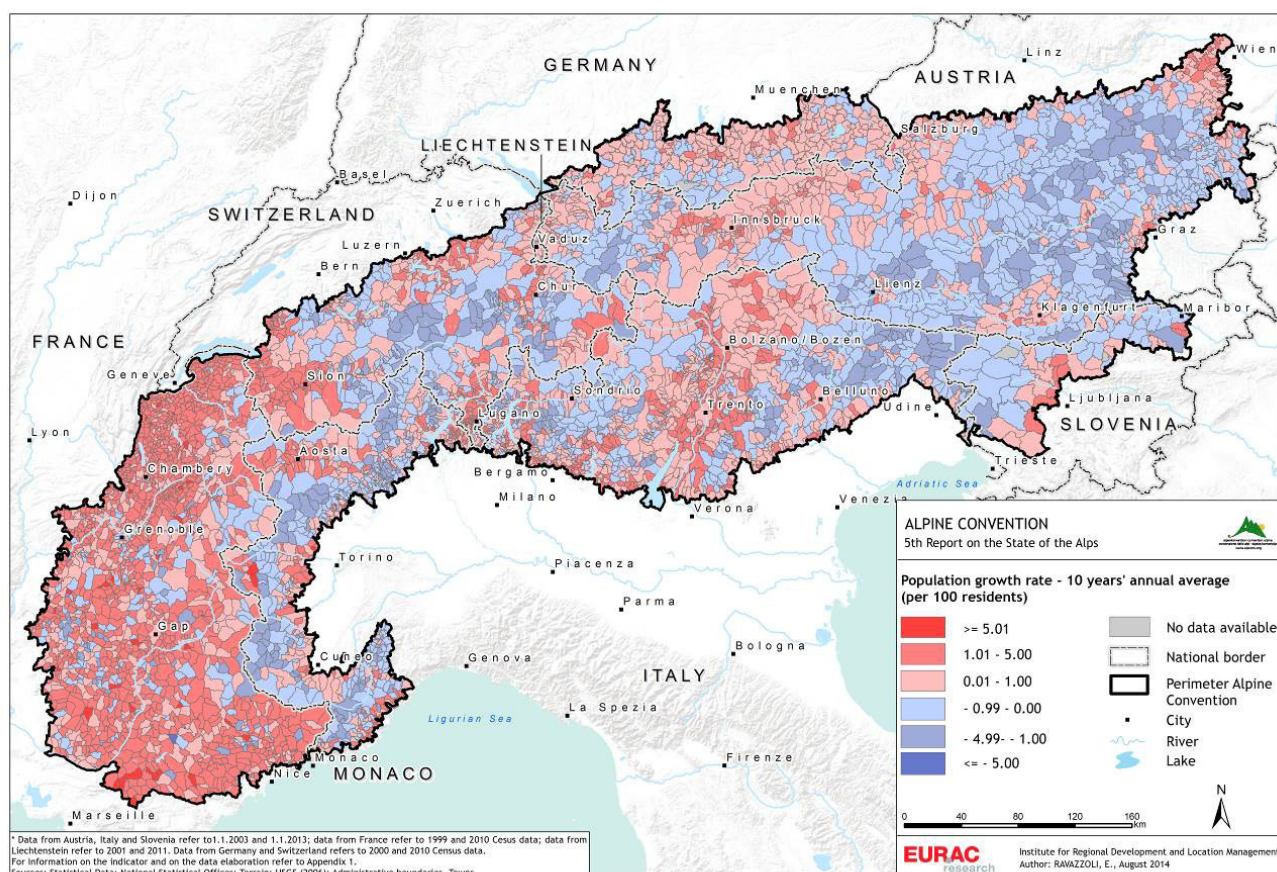 GERMANY
AUSTRIA
Linz
Wien
Muenchen
Salzburg
LIECHTENSTEIN
Basel
Dijon
Zuerich
SWITZERLAND
Innsbruck
Vaduz
Graz
Luzern
Bern
Chur
Lienz
Klagenfurt
Maribor
FRANCE
Bolzano/Bozen
Geneve
Sion
Sondrio
Belluno
Lugano
Trento
Udine
Ljubljana
SLOVENIA
Lyon
Aosta
Trieste
Chambery
Bergamo
Milano
Adriatic Sea
Venezia
Verona
Grenoble
Torino
Piacenza
Parma
Gap
Bologna
Cuneo
Genova
ITALY
La Spezia
Ligurian Sea
Monaco
Firenze
Nice
MONACO
Marseille
ALPINE CONVENTION
5th Report on the State of the Alps
Population growth rate - 10 years' annual average
(per 100 residents)
>= 5.01
1.01 - 5.00
0.01 - 1.00
- 0.99 - 0.00
- 4.99- - 1.00
<= - 5.00
No data available
National border
Perimeter Alpine
Convention
City
River
Lake
0 40 80 120 160
km
N
EURAC
research
Institute for Regional Development and Location Management
Author: RAVAZZOLI, E., August 2014
* Data from Austria, Italy and Slovenia refer to1.1.2003 and 1.1.2013; data from France refer to 1999 and 2010 Cesus data; data from
Liechtenstein refer to 2001 and 2011. Data from Germany and Switzerland refers to 2000 and 2010 Census data.
For information on the indicator and on the data elaboration refer to Appendix 1.